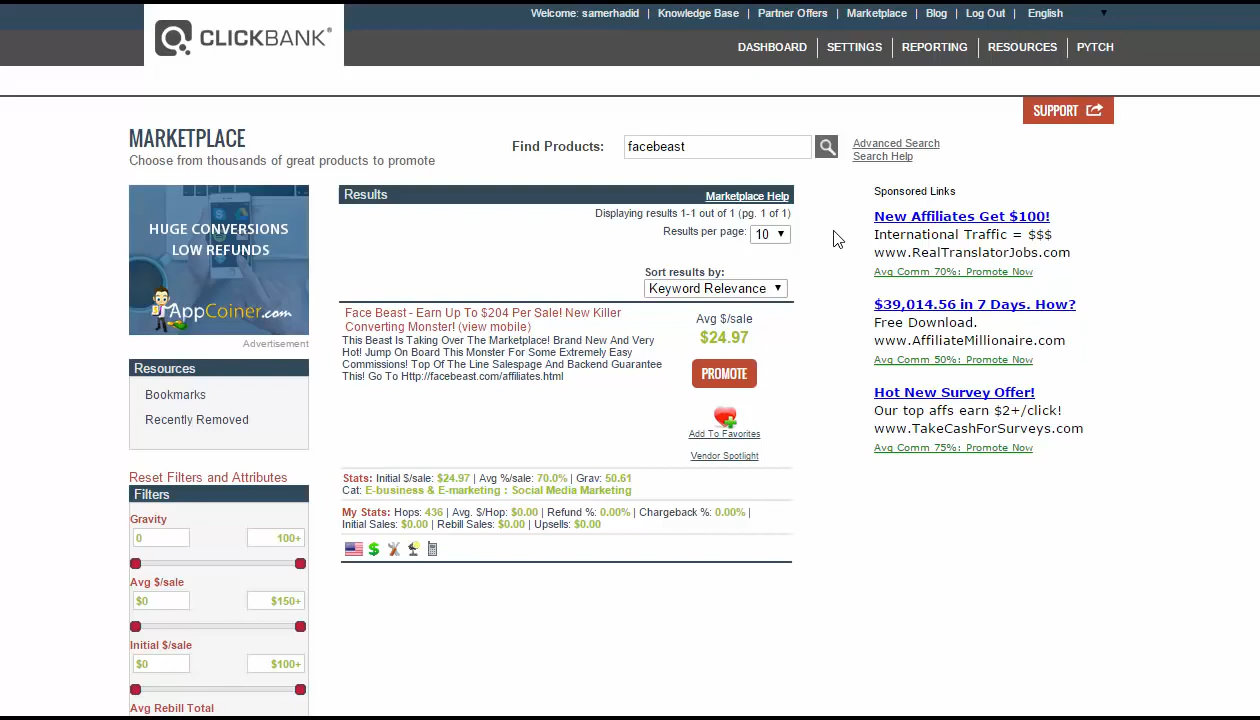 Welcome: samerhadid | Knowledge Base | Partner Offers | Marketplace | Blog | Log Out | English
CLICKBANK®
DASHBOARD | SETTINGS | REPORTING | RESOURCES | PYTCH
SUPPORT
MARKETPLACE
Choose from thousands of great products to promote
Find Products:
facebeast
Advanced Search
Search Help
HUGE CONVERSIONS
LOW REFUNDS
AppCoiner.com
Advertisement
Resources
Bookmarks
Recently Removed
Reset Filters and Attributes
Filters
Gravity
0 100+
Avg $/sale
$0 $150+
Initial $/sale
$0 $100+
Avg Rebill Total
Results
Marketplace Help
Displaying results 1-1 out of 1 (pg. 1 of 1)
Results per page: 10
Sort results by:
Keyword Relevance
Face Beast - Earn Up To $204 Per Sale! New Killer
Converting Monster! (view mobile)
This Beast Is Taking Over The Marketplace! Brand New And Very
Hot! Jump On Board This Monster For Some Extremely Easy
Commissions! Top Of The Line Salespage And Backend Guarantee
This! Go To Http://facebeast.com/affiliates.html
Avg $/sale
$24.97
PROMOTE
Add To Favorites
Vendor Spotlight
Stats: Initial $/sale: $24.97 | Avg %/sale: 70.0% | Grav: 50.61
Cat: E-business & E-marketing : Social Media Marketing
My Stats: Hops: 436 | Avg. $/Hop: $0.00 | Refund %: 0.00% | Chargeback %: 0.00% |
Initial Sales: $0.00 | Rebill Sales: $0.00 | Upsells: $0.00
Sponsored Links
New Affiliates Get $100!
International Traffic = $$$
www.RealTranslatorJobs.com
Avg Comm 70%: Promote Now
$39,014.56 in 7 Days. How?
Free Download.
www.AffiliateMillionaire.com
Avg Comm 50%: Promote Now
Hot New Survey Offer!
Our top affs earn $2+/click!
www.TakeCashForSurveys.com
Avg Comm 75%: Promote Now